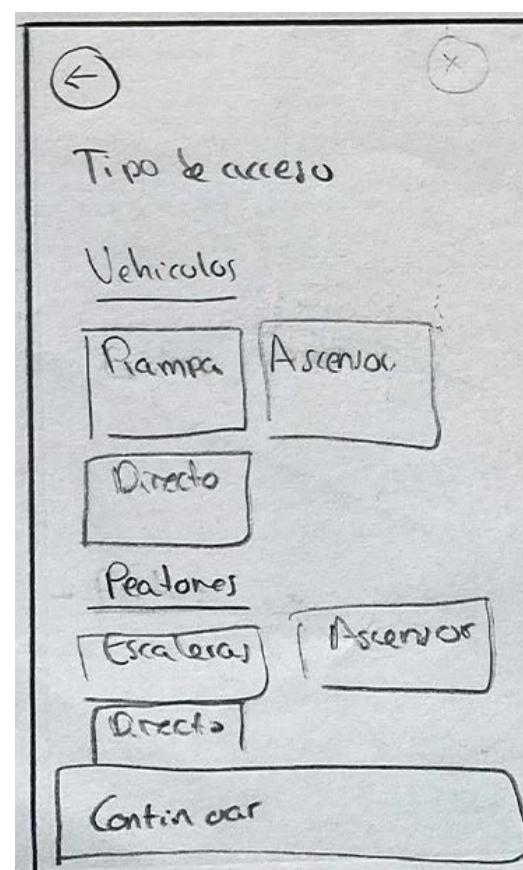 ←
x
Tipo de acceso
Vehiculos
Rampa Ascensor
Directo
Peatones
Escaleras Ascensor
Directo
Continuar